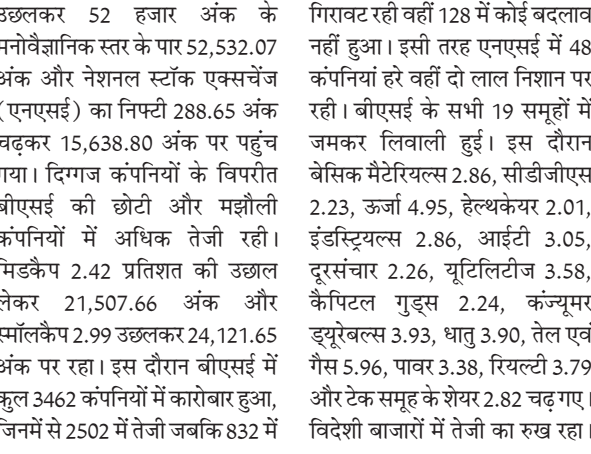 उछलकर 52 हजार अंक के
मनोवैज्ञानिक स्तर के पार 52,532.07
अंक और नेशनल स्टॉक एक्सचेंज
(एनएसई) का निफ्टी 288.65 अंक
चढ़कर 15,638.80 अंक पर पहुंच
गया। दिग्गज कंपनियों के विपरीत
बीएसई की छोटी और मझौली
कंपनियों में अधिक तेजी रही।
मिडकैप 2.42 प्रतिशत की उछाल
लेकर 21,507.66 अंक और
स्मॉलकैप 2.99 उछलकर 24,121.65
अंक पर रहा। इस दौरान बीएसई में
कुल 3462 कंपनियों में कारोबार हुआ,
जिनमें से 2502 में तेजी जबकि 832 में
गिरावट रही वहीं 128 में कोई बदलाव
नहीं हुआ। इसी तरह एनएसई में 48
कंपनियां हरे वहीं दो लाल निशान पर
रही। बीएसई के सभी 19 समूहों में
जमकर लिवाली हुई। इस दौरान
बेसिक मैटेरियल्स 2.86, सीडीजीएस
2.23, ऊर्जा 4.95, हेल्थकेयर 2.01,
इंडस्ट्रियल्स 2.86, आईटी 3.05,
दूरसंचार 2.26, यूटिलिटीज 3.58,
कैपिटल गुड्स 2.24, कंज्यूमर
ड्यूरेबल्स 3.93, धातु 3.90, तेल एवं
गैस 5.96, पावर 3.38, रियल्टी 3.79
और टेक समूह के शेयर 2.82 चढ़ गए।
विदेशी बाजारों में तेजी का रुख रहा।